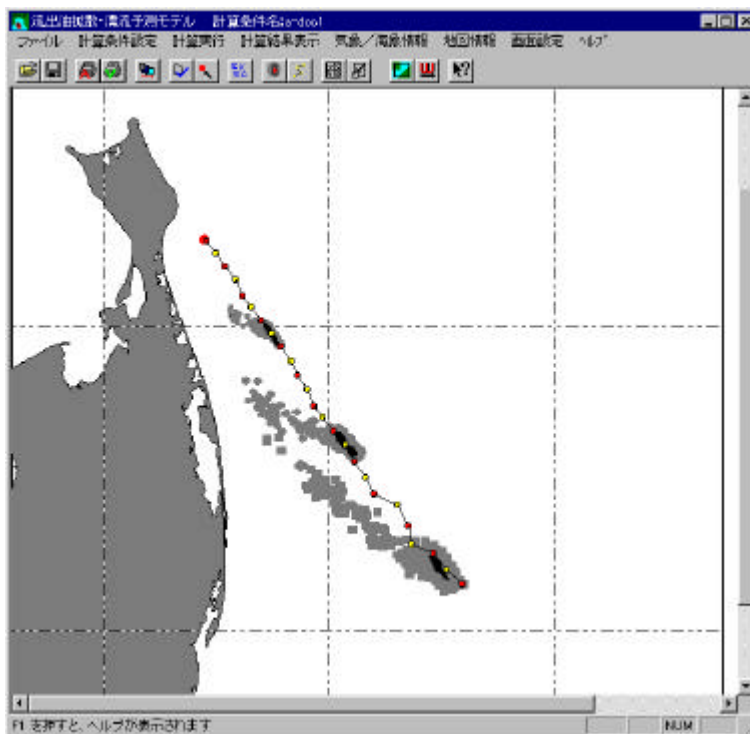 流出油拡散・漂流予測モデル 計算条件名
ファイル 計算条件設定 計算実行 計算結果表示 気象／海象情報 地図情報 画面設定 ﾍﾙﾌﾟ
F1 を押すと、ヘルプが表示されます NUM